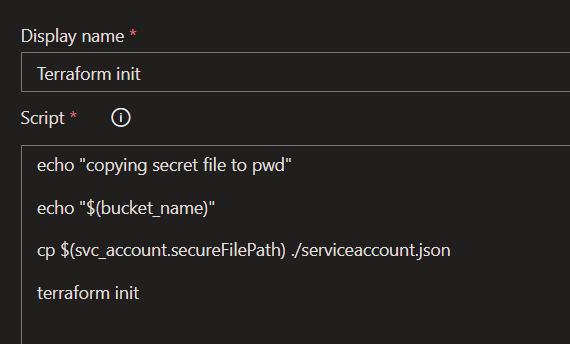 Display name *
Terraform init
Script *
echo "copying secret file to pwd"
echo "$(bucket_name)"
cp $(svc_account.secureFilePath) ./serviceaccount.json
terraform init